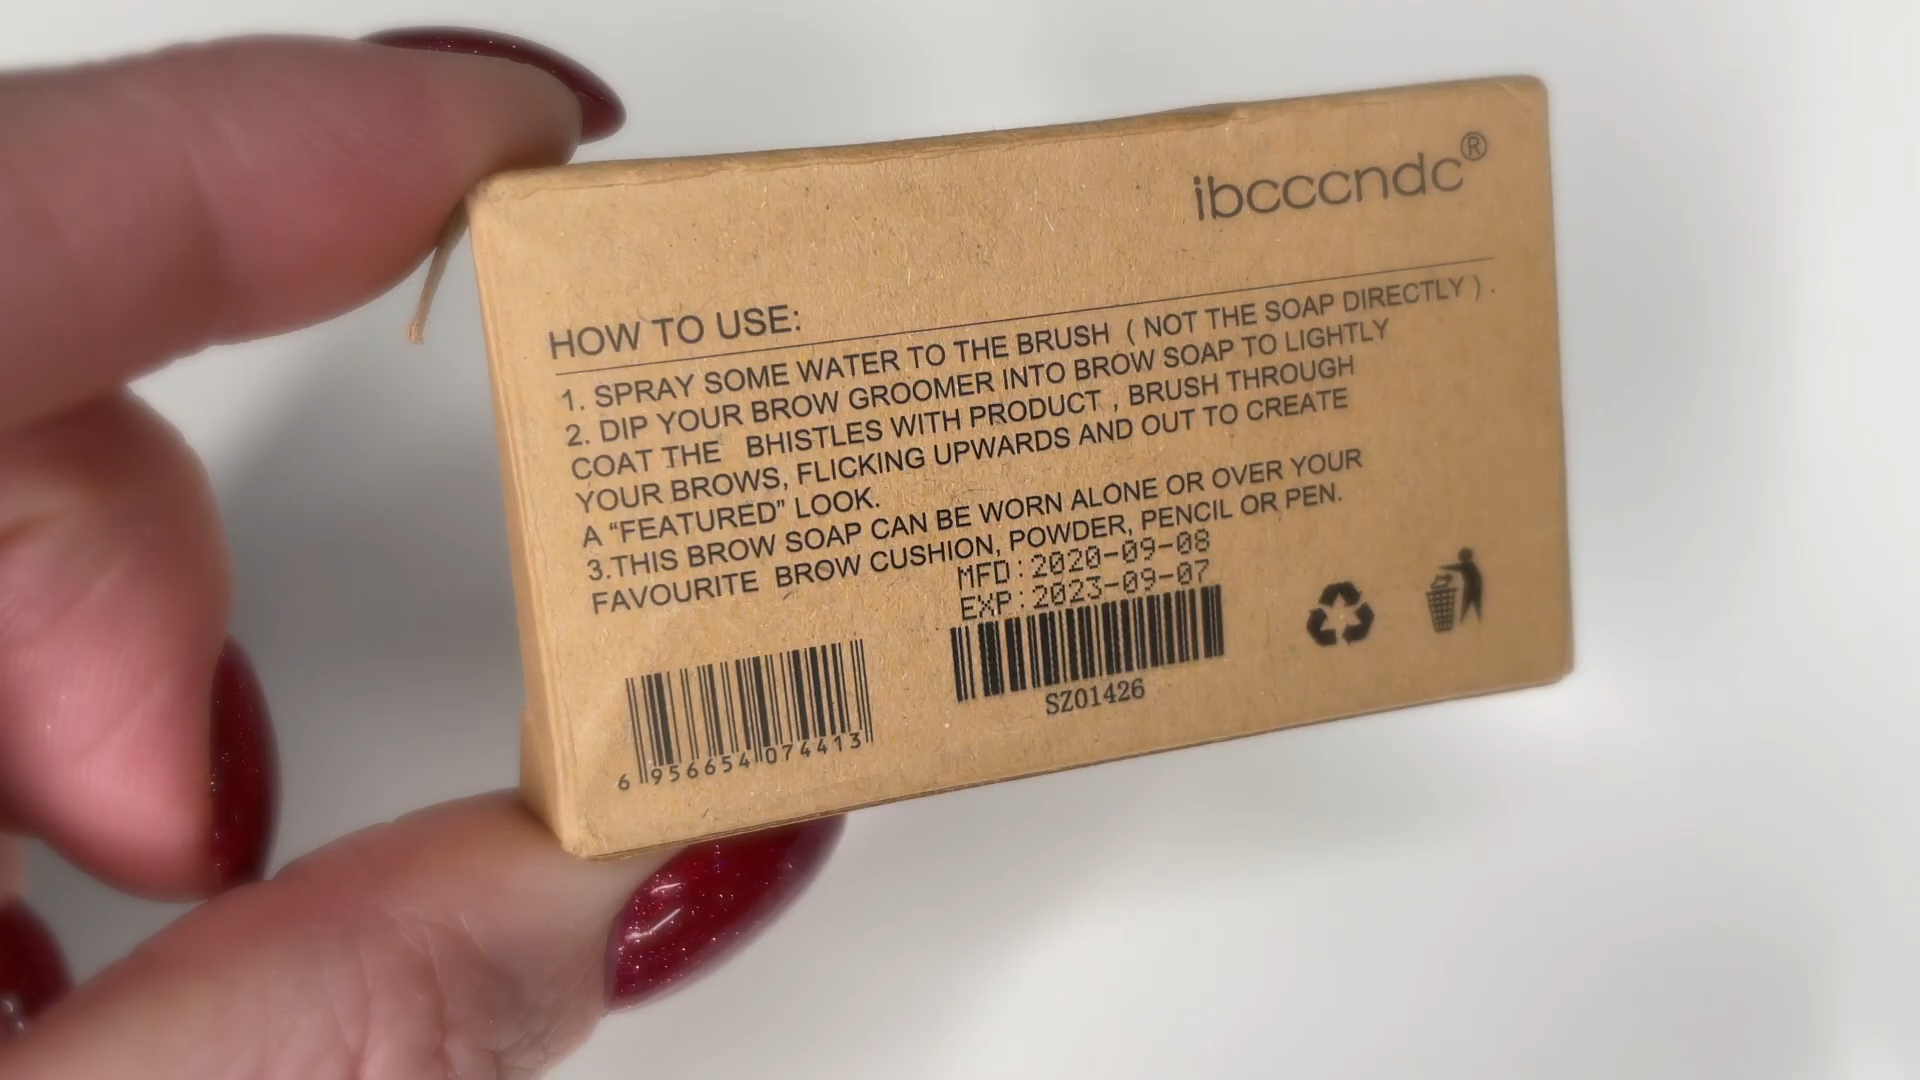 ibcccndc®
HOW TO USE:
1. SPRAY SOME WATER TO THE BRUSH ( NOT THE SOAP DIRECTLY ) .
2. DIP YOUR BROW GROOMER INTO BROW SOAP TO LIGHTLY
COAT THE BHISTLES WITH PRODUCT , BRUSH THROUGH
YOUR BROWS, FLICKING UPWARDS AND OUT TO CREATE
A “FEATURED” LOOK.
3.THIS BROW SOAP CAN BE WORN ALONE OR OVER YOUR
FAVOURITE BROW CUSHION, POWDER, PENCIL OR PEN.
MFD:2020-09-08
EXP:2023-09-07
SZ01426
6 956654 074413